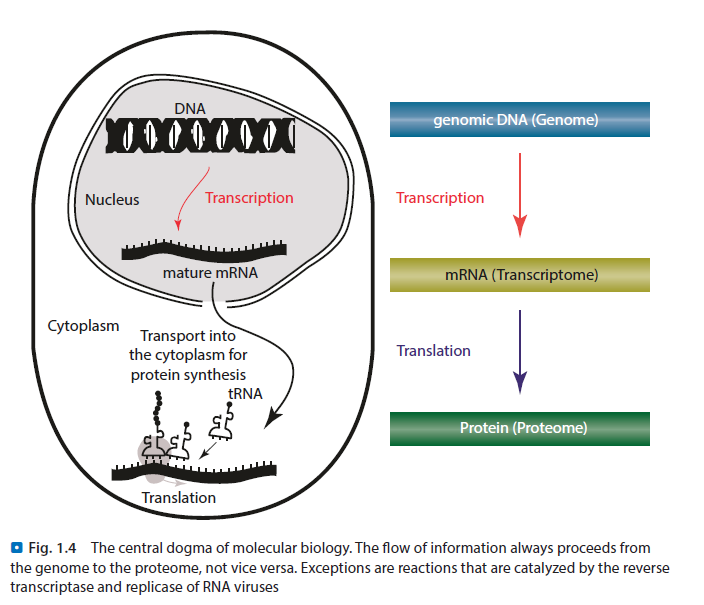 DNA
Nucleus
Transcription
mature mRNA
Cytoplasm
Transport into
the cytoplasm for
protein synthesis
tRNA
Translation
genomic DNA (Genome)
Transcription
mRNA (Transcriptome)
Translation
Protein (Proteome)
Fig. 1.4 The central dogma of molecular biology. The flow of information always proceeds from
the genome to the proteome, not vice versa. Exceptions are reactions that are catalyzed by the reverse
transcriptase and replicase of RNA viruses